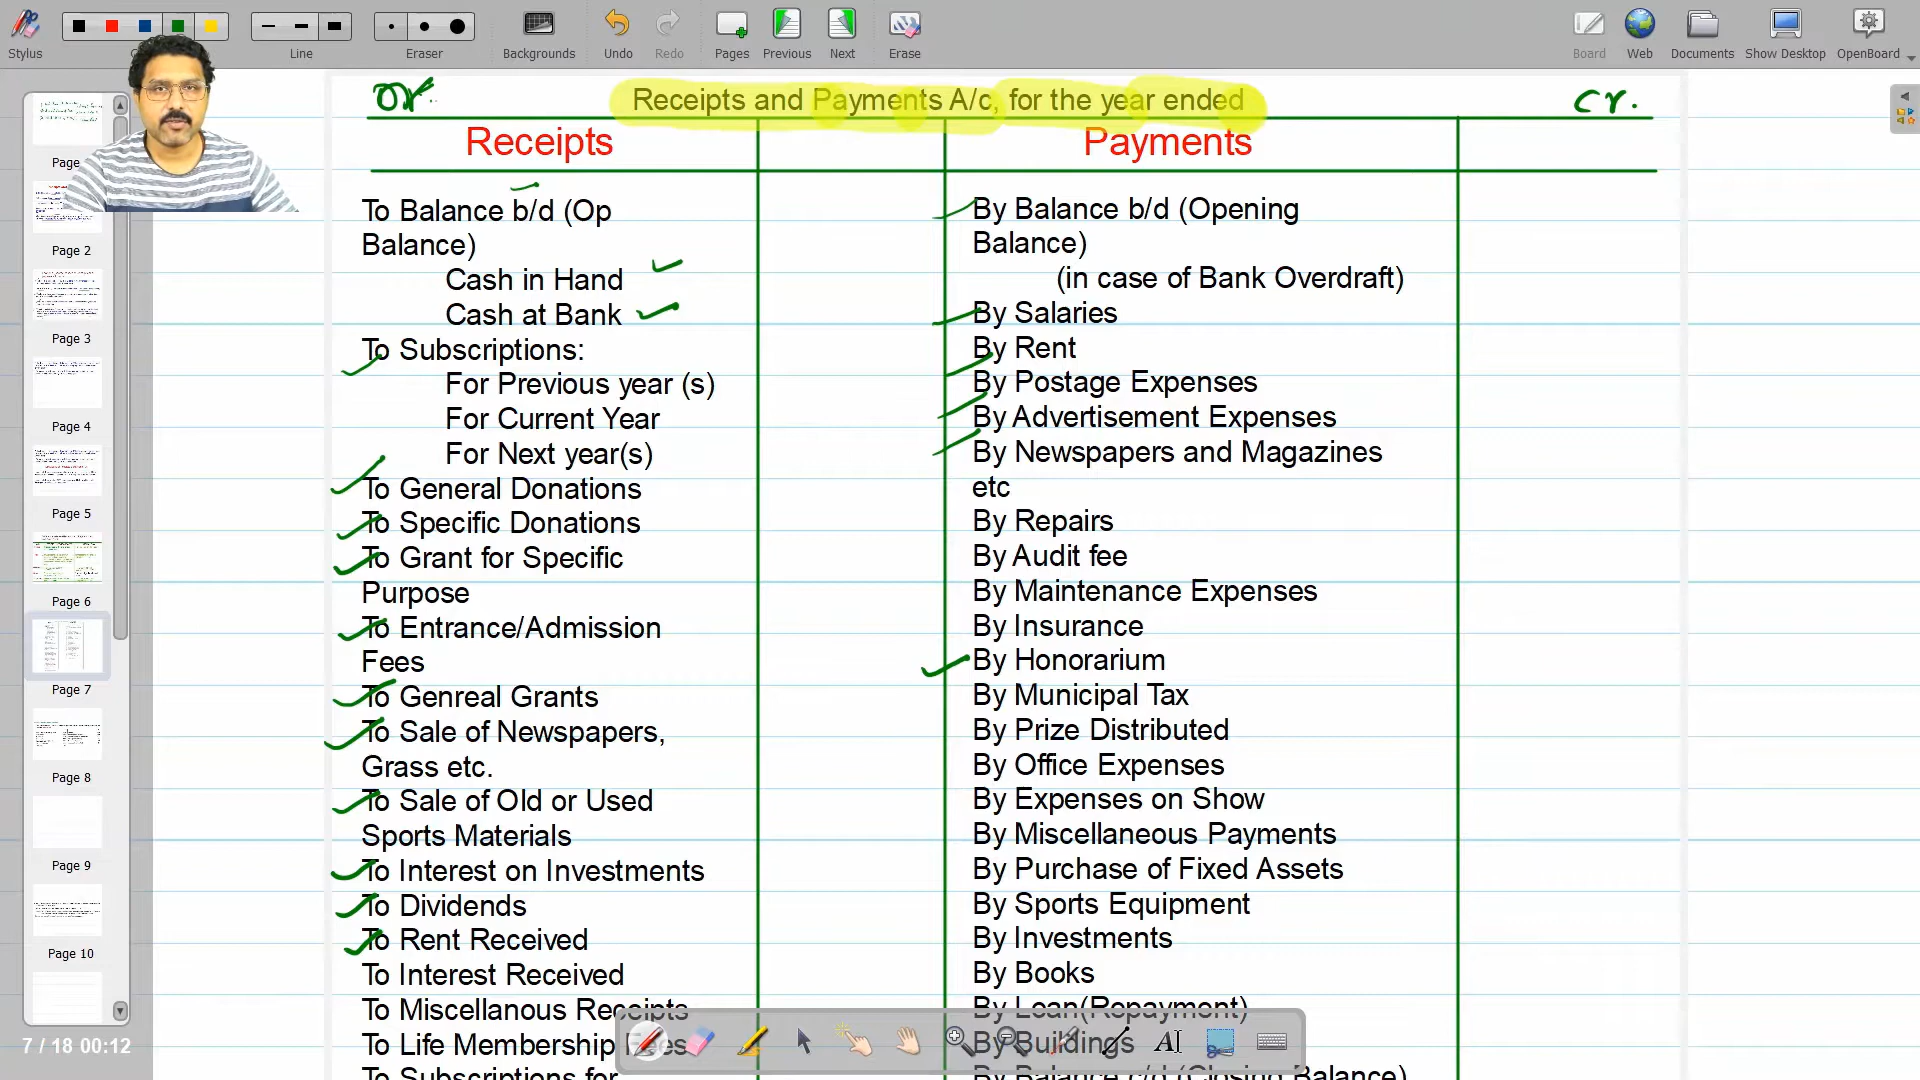 Stylus
Line
Eraser
Backgrounds
Undo
Redo
Pages
Previous
Next
Erase
Board
Web
Documents
Show Desktop
OpenBoard
Page
Page 2
Page 3
Page 4
Page 5
Page 6
Page 7
Page 8
Page 9
Page 10
7 / 18 00:12
Receipts and Payments A/c, for the year ended
Cr.
Receipts
To Balance b/d (Op
Balance)
Cash in Hand
Cash at Bank
To Subscriptions:
For Previous year (s)
For Current Year
For Next year(s)
To General Donations
To Specific Donations
To Grant for Specific
Purpose
To Entrance/Admission
Fees
To Genreal Grants
To Sale of Newspapers,
Grass etc.
To Sale of Old or Used
Sports Materials
To Interest on Investments
To Dividends
To Rent Received
To Interest Received
To Miscellanous Receipts
To Life Membership Fees
To Subscriptions for
Payments
By Balance b/d (Opening
Balance)
(in case of Bank Overdraft)
By Salaries
By Rent
By Postage Expenses
By Advertisement Expenses
By Newspapers and Magazines
etc
By Repairs
By Audit fee
By Maintenance Expenses
By Insurance
By Honorarium
By Municipal Tax
By Prize Distributed
By Office Expenses
By Expenses on Show
By Miscellaneous Payments
By Purchase of Fixed Assets
By Sports Equipment
By Investments
By Books
By Loan(Repayment)
By Buildings
By Balance c/d (Closing Balance)